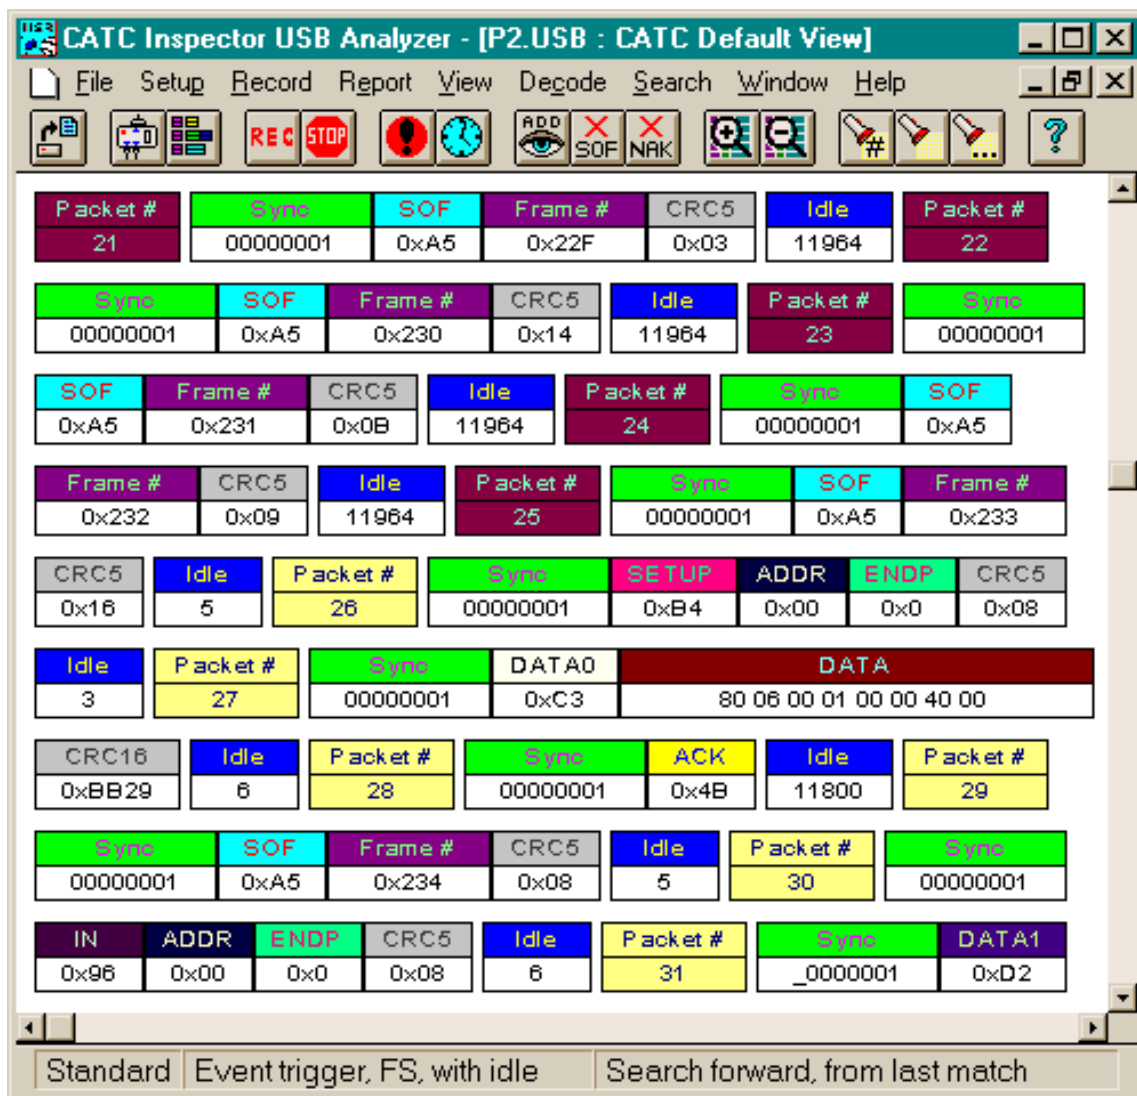 USB CATC Inspector USB Analyzer - [P2.USB : CATC Default View]
File Setup Record Report View Decode Search Window Help
REC STOP ADD SOF NAK # ... ?
Packet # Sync SOF Frame # CRC5 Idle Packet #
21 00000001 0xA5 0x22F 0x03 11964 22
Sync SOF Frame # CRC5 Idle Packet # Sync
00000001 0xA5 0x230 0x14 11964 23 00000001
SOF Frame # CRC5 Idle Packet # Sync SOF
0xA5 0x231 0x0B 11964 24 00000001 0xA5
Frame # CRC5 Idle Packet # Sync SOF Frame #
0x232 0x09 11964 25 00000001 0xA5 0x233
CRC5 Idle Packet # Sync SETUP ADDR ENDP CRC5
0x16 5 26 00000001 0xB4 0x00 0x0 0x08
Idle Packet # Sync DATA0 DATA
3 27 00000001 0xC3 80 06 00 01 00 00 40 00
CRC16 Idle Packet # Sync ACK Idle Packet #
0xBB29 6 28 00000001 0x4B 11800 29
Sync SOF Frame # CRC5 Idle Packet # Sync
00000001 0xA5 0x234 0x08 5 30 00000001
IN ADDR ENDP CRC5 Idle Packet # Sync DATA1
0x96 0x00 0x0 0x08 6 31 _0000001 0xD2
Standard Event trigger, FS, with idle Search forward, from last match